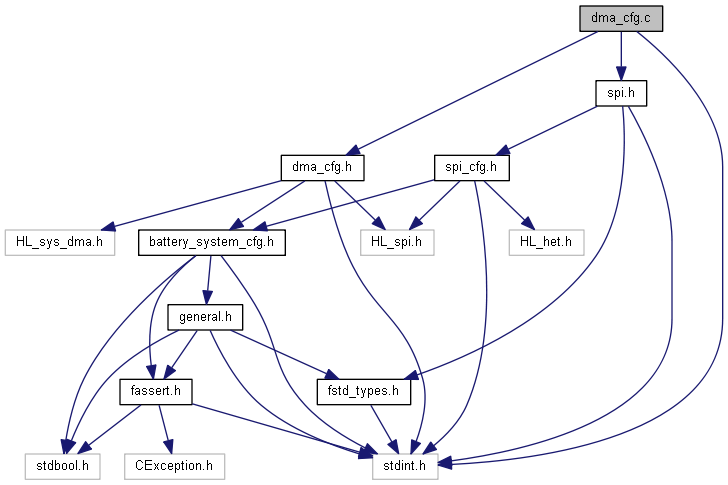 dma_cfg.c
spi.h
dma_cfg.h
spi_cfg.h
HL_sys_dma.h
battery_system_cfg.h
HL_spi.h
HL_het.h
general.h
fassert.h
fstd_types.h
stdbool.h
CException.h
stdint.h